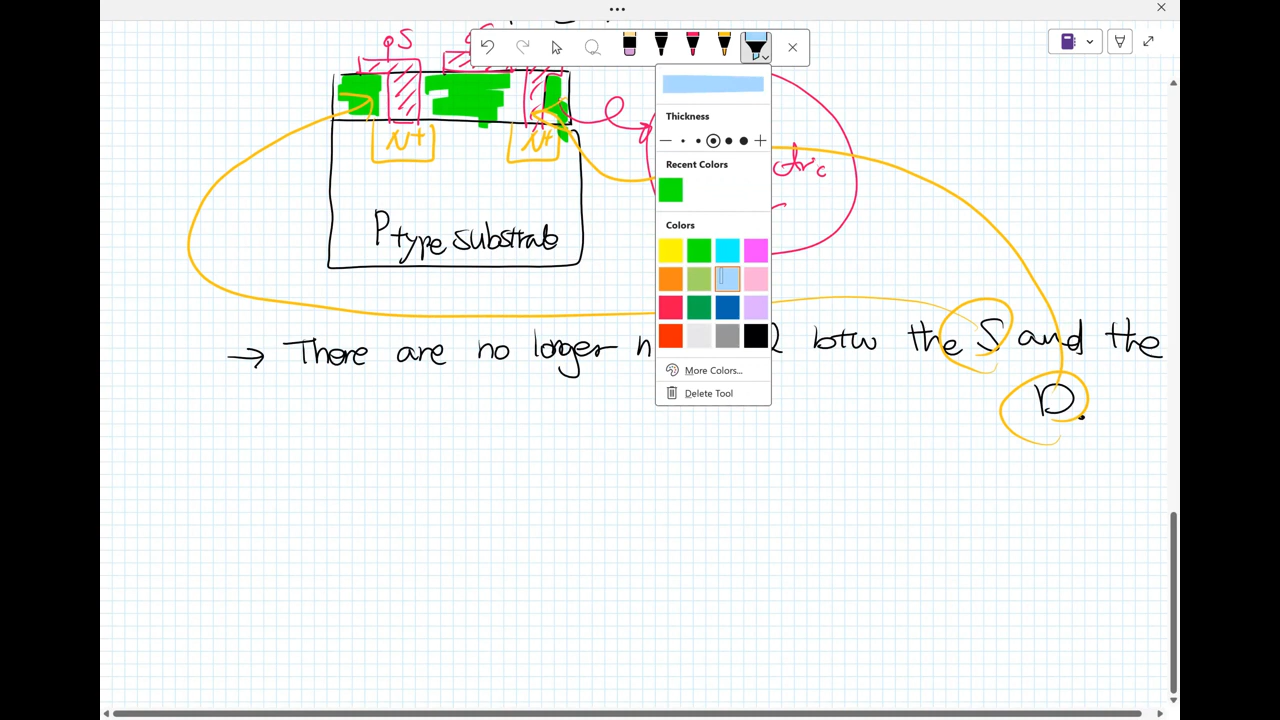 S
Thickness
Recent Colors
N+ N+
P type substrate
Colors
→ There are no longer btw the S and the
D.
More Colors...
Delete Tool